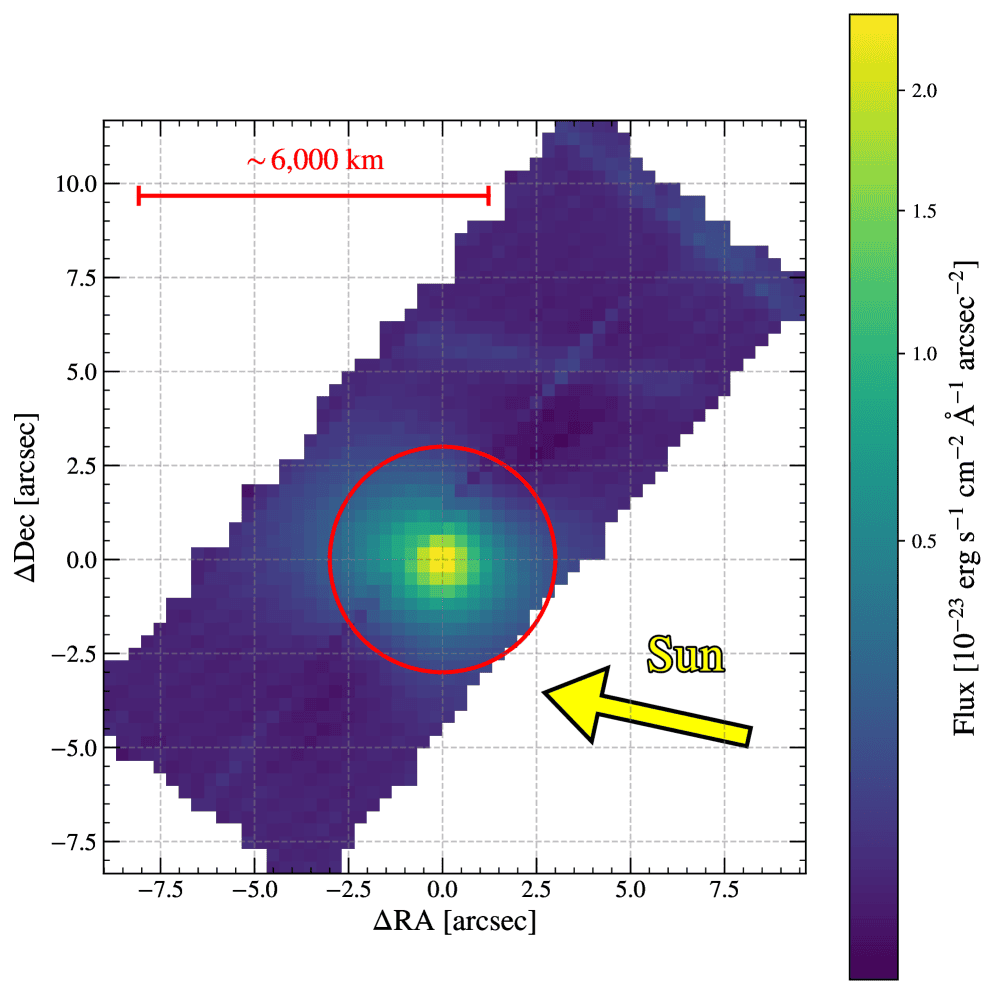 ~6,000 km
10.0
7.5
5.0
2.5
0.0
−2.5
−5.0
−7.5
ΔDec [arcsec]
−7.5 −5.0 −2.5 0.0 2.5 5.0 7.5
ΔRA [arcsec]
Sun
2.0
1.5
1.0
0.5
Flux [10⁻²³ erg s⁻¹ cm⁻² Å⁻¹ arcsec⁻²]